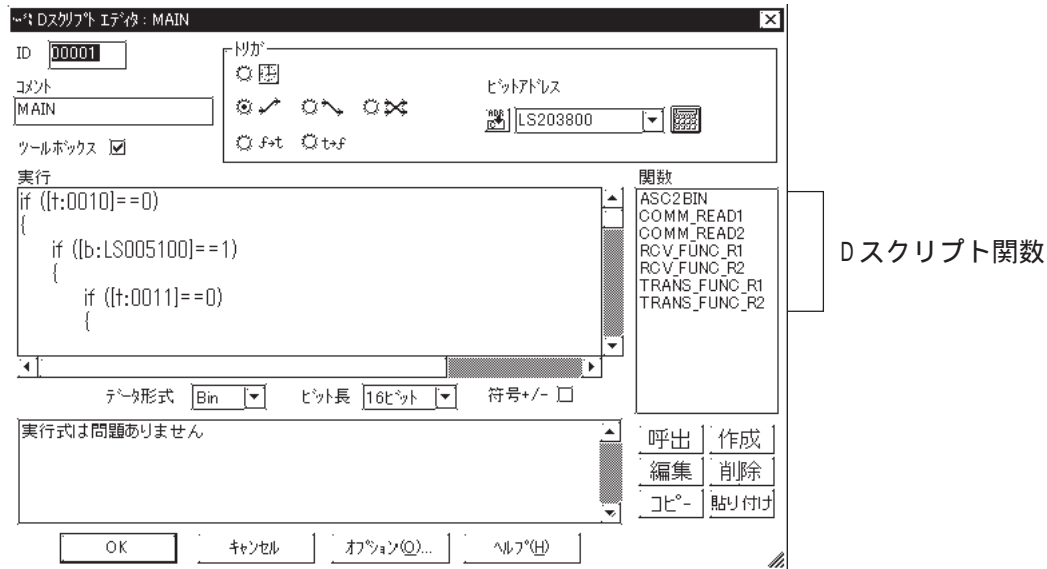 Dｽｸﾘﾌﾟﾄ ｴﾃﾞｨﾀ : MAIN
ID 00001
ﾄﾘｶﾞ
ｺﾒﾝﾄ
MAIN
ﾋﾞｯﾄｱﾄﾞﾚｽ
ADR
LS203800
ﾂｰﾙﾎﾞｯｸｽ
f→t
t→f
実行
関数
if ([t:0010]==0)
{
if ([b:LS005100]==1)
{
if ([t:0011]==0)
{
ASC2BIN
COMM_READ1
COMM_READ2
RCV_FUNC_R1
RCV_FUNC_R2
TRANS_FUNC_R1
TRANS_FUNC_R2
Dスクリプト関数
ﾃﾞｰﾀ形式 Bin ﾋﾞｯﾄ長 16ﾋﾞｯﾄ 符号+/-
実行式は問題ありません
呼出 作成
編集 削除
ｺﾋﾟｰ 貼り付け
OK ｷｬﾝｾﾙ ｵﾌﾟｼｮﾝ(O)... ﾍﾙﾌﾟ(H)